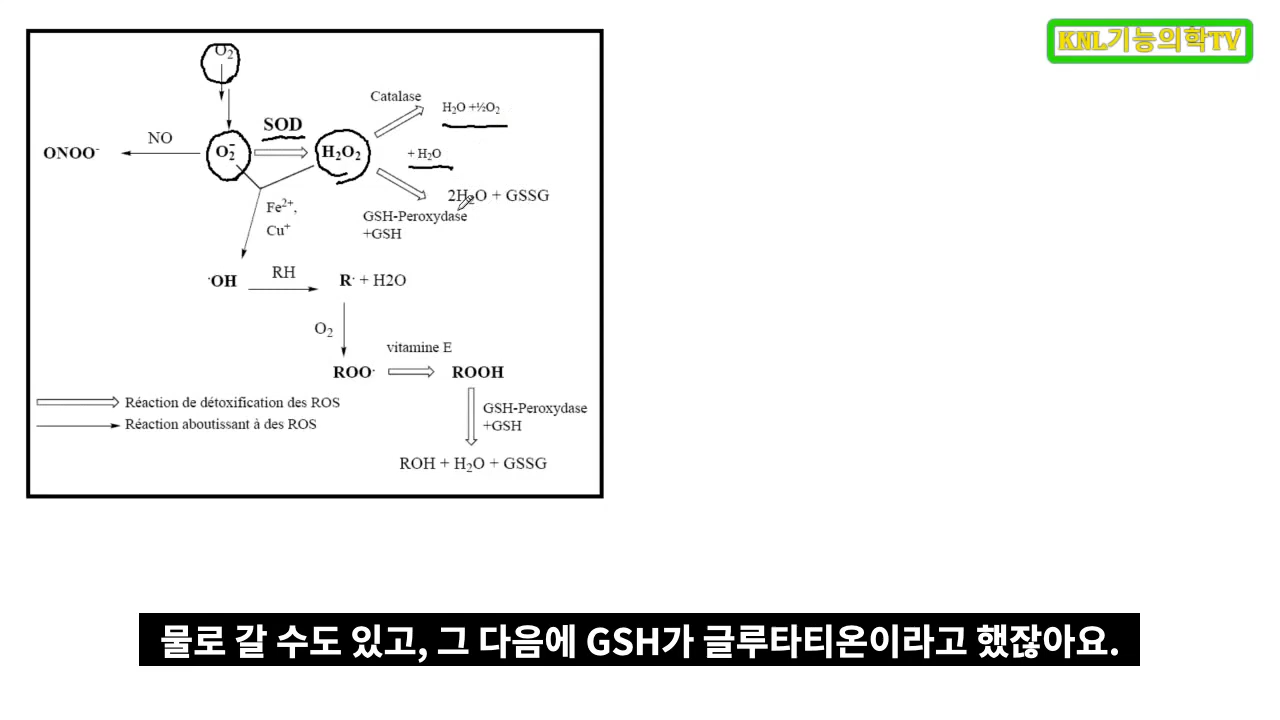 KNL기능의학TV
O₂
Catalase
H₂O +½O₂
SOD
NO
ONOO⁻
O₂⁻
H₂O₂
+ H₂O
2H₂O + GSSG
Fe²⁺,
Cu⁺
GSH-Peroxydase
+GSH
·OH
RH
R· + H2O
O₂
vitamine E
ROO·
ROOH
Réaction de détoxification des ROS
Réaction aboutissant à des ROS
GSH-Peroxydase
+GSH
ROH + H₂O + GSSG
물로 갈 수도 있고, 그 다음에 GSH가 글루타티온이라고 했잖아요.